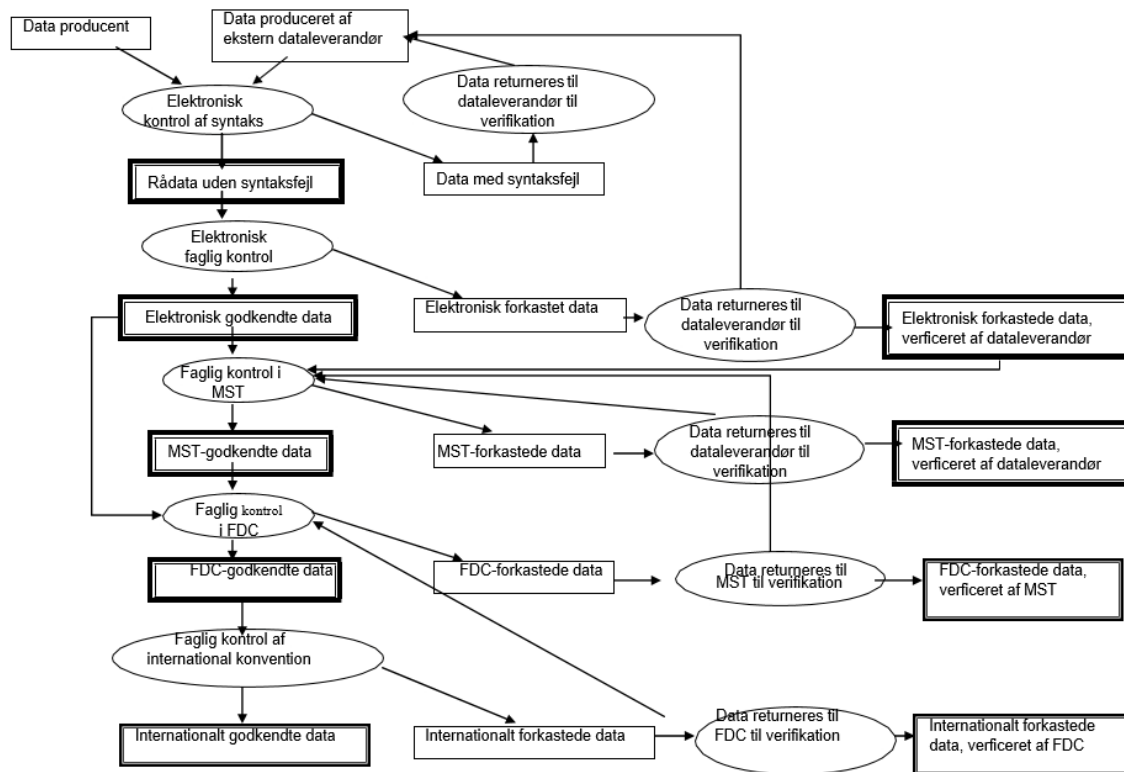 Data producent
Data produceret af
ekstern dataleverandør
Data returneres til
dataleverandør til
verifikation
Elektronisk
kontrol af syntaks
Rådata uden syntaksfejl
Data med syntaksfejl
Elektronisk
faglig kontrol
Elektronisk godkendte data
Elektronisk forkastet data
Data returneres til
dataleverandør til
verifikation
Elektronisk forkastede data,
verficeret af dataleverandør
Faglig kontrol i
MST
MST-godkendte data
MST-forkastede data
Data returneres til
dataleverandør til
verifikation
MST-forkastede data,
verficeret af dataleverandør
Faglig kontrol
i FDC
FDC-godkendte data
FDC-forkastede data
Data returneres til
MST til verifikation
FDC-forkastede data,
verficeret af MST
Faglig kontrol af
international konvention
Internationalt godkendte data
Internationalt forkastede data
Data returneres til
FDC til verifikation
Internationalt forkastede
data, verficeret af FDC